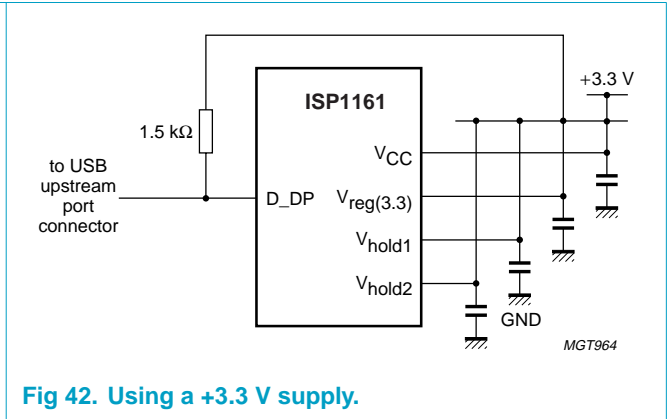 ISP1161
+3.3 V
1.5 kΩ
to USB
upstream
port
connector
D_DP
VCC
Vreg(3.3)
Vhold1
Vhold2
GND
MGT964
Fig 42. Using a +3.3 V supply.